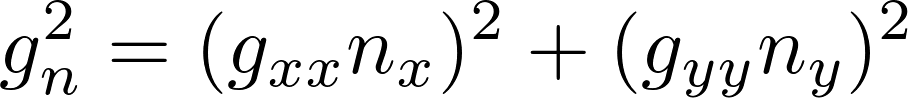 g_n^2 = (g_{xx}n_x)^2 + (g_{yy}n_y)^2